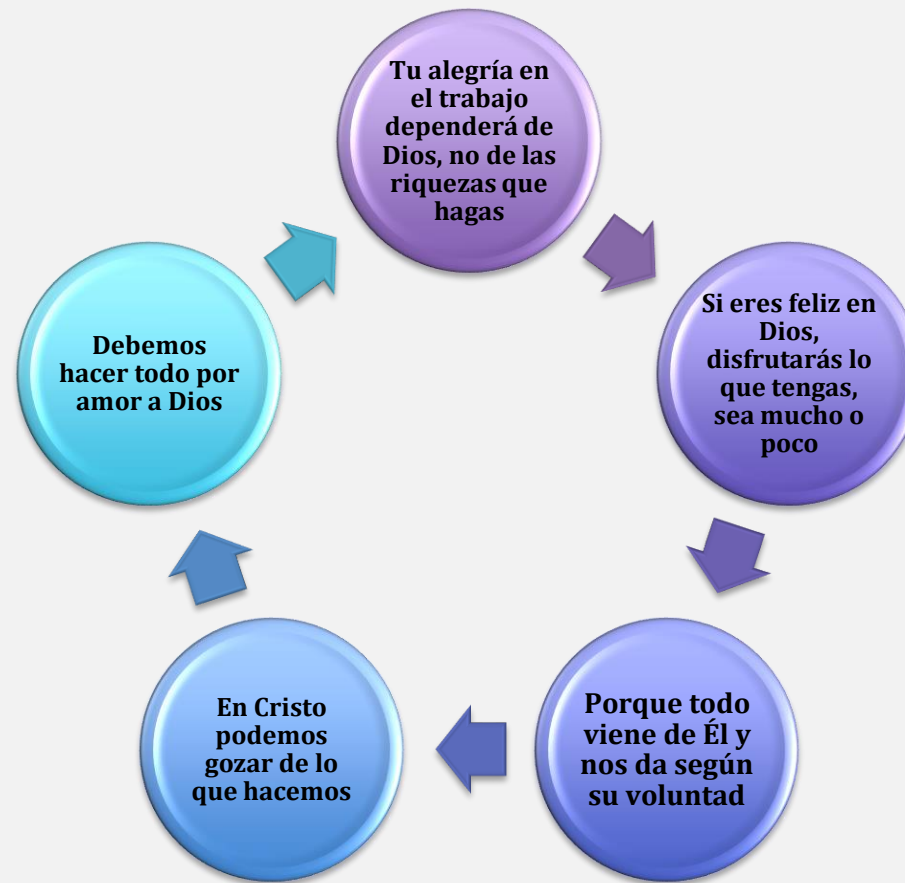 Tu alegría en
el trabajo
dependerá de
Dios, no de las
riquezas que
hagas
Si eres feliz en
Dios,
disfrutarás lo
que tengas,
sea mucho o
poco
Porque todo
viene de Él y
nos da según
su voluntad
En Cristo
podemos
gozar de lo
que hacemos
Debemos
hacer todo por
amor a Dios